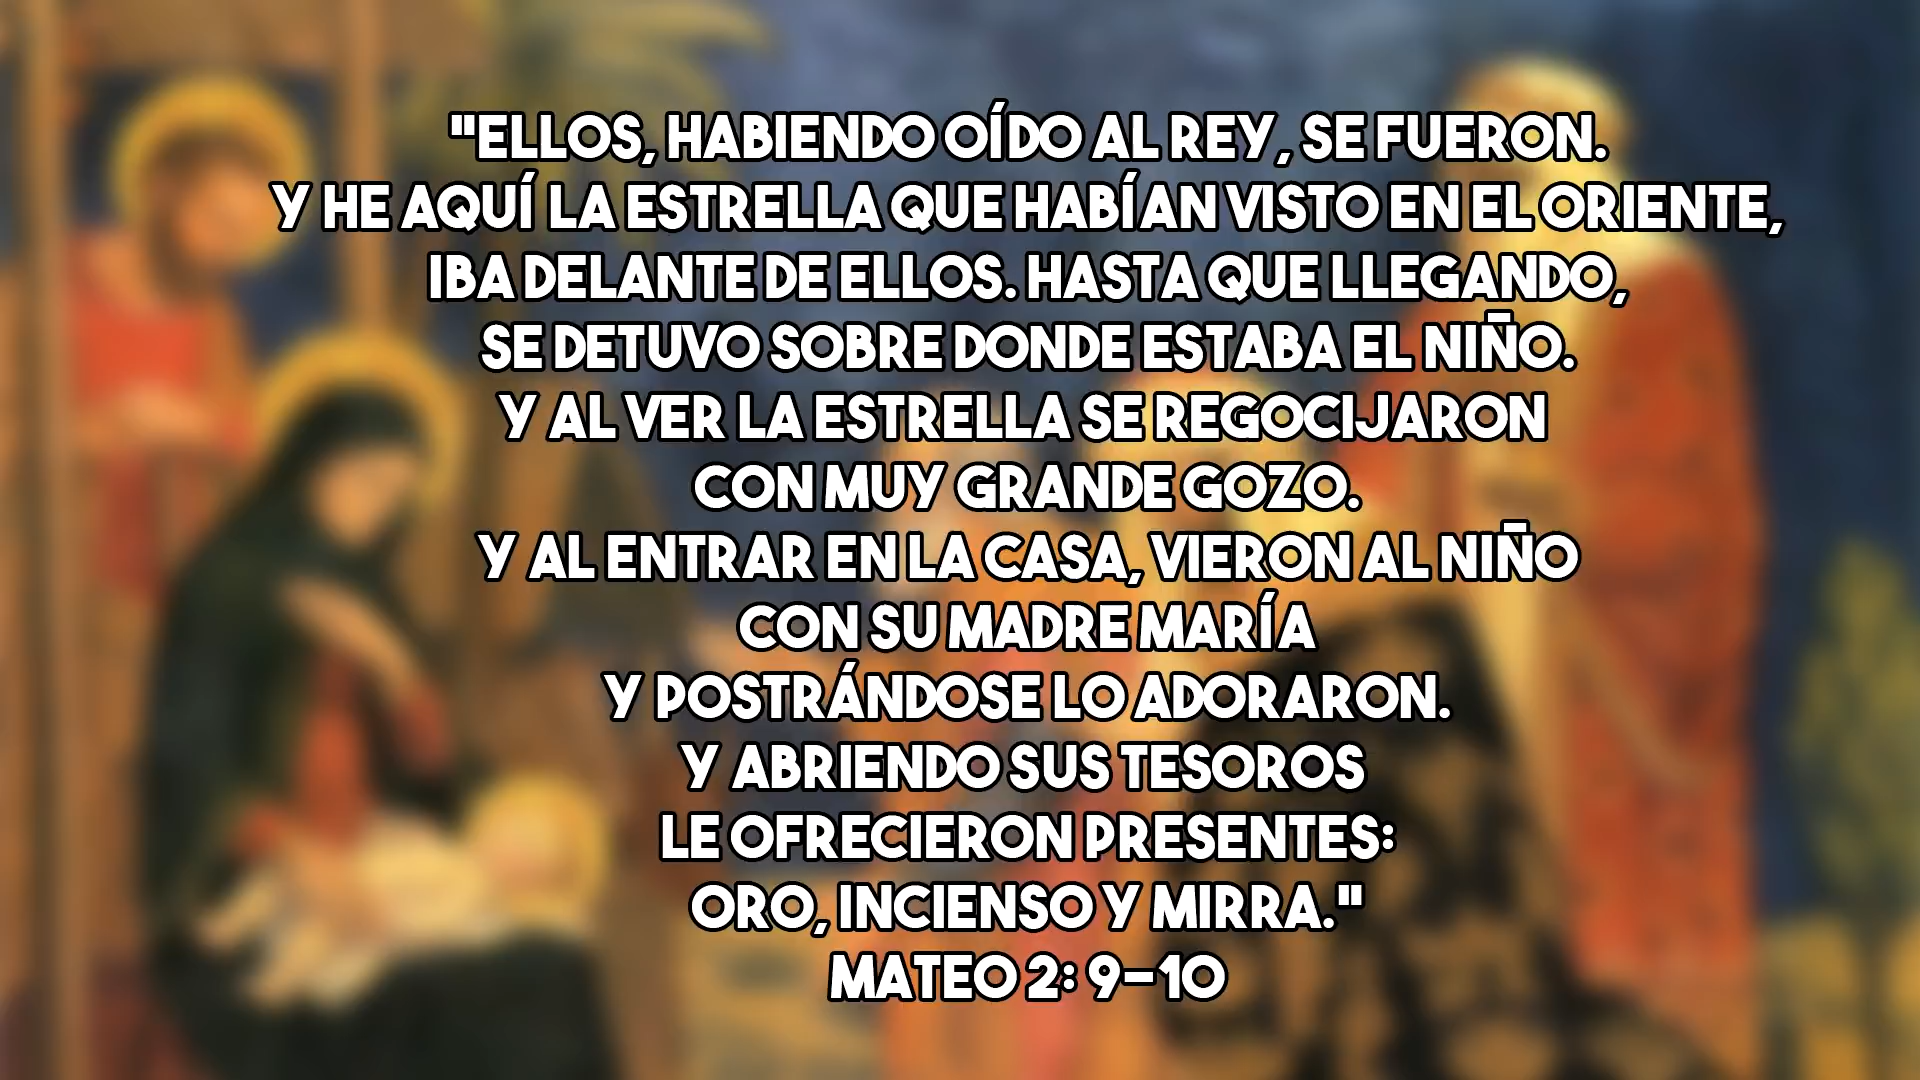 "ELLOS, HABIENDO OÍDO AL REY, SE FUERON.
Y HE AQUÍ LA ESTRELLA QUE HABÍAN VISTO EN EL ORIENTE,
IBA DELANTE DE ELLOS. HASTA QUE LLEGANDO,
SE DETUVO SOBRE DONDE ESTABA EL NIÑO.
Y AL VER LA ESTRELLA SE REGOCIJARON
CON MUY GRANDE GOZO.
Y AL ENTRAR EN LA CASA, VIERON AL NIÑO
CON SU MADRE MARÍA
Y POSTRÁNDOSE LO ADORARON.
Y ABRIENDO SUS TESOROS
LE OFRECIERON PRESENTES:
ORO, INCIENSO Y MIRRA."
MATEO 2: 9-10